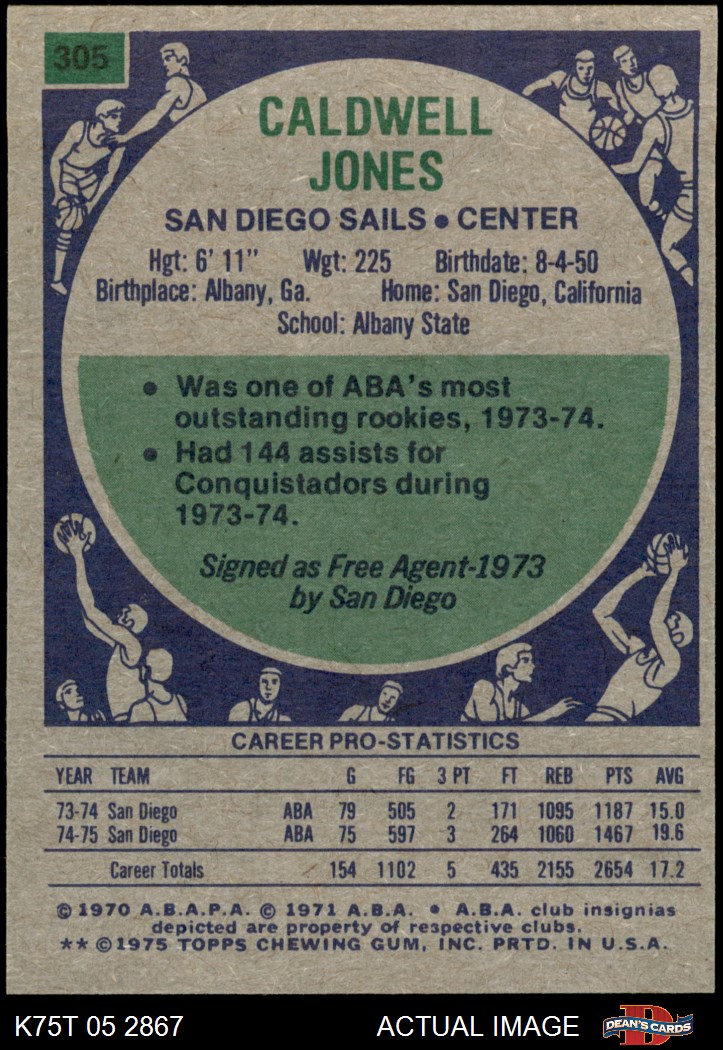 305
CALDWELL
JONES
SAN DIEGO SAILS • CENTER
Hgt: 6' 11" Wgt: 225 Birthdate: 8-4-50
Birthplace: Albany, Ga. Home: San Diego, California
School: Albany State
• Was one of ABA's most
outstanding rookies, 1973-74.
• Had 144 assists for
Conquistadors during
1973-74.
Signed as Free Agent-1973
by San Diego
CAREER PRO-STATISTICS
YEAR TEAM G FG 3 PT FT REB PTS AVG
73-74 San Diego ABA 79 505 2 171 1095 1187 15.0
74-75 San Diego ABA 75 597 3 264 1060 1467 19.6
Career Totals 154 1102 5 435 2155 2654 17.2
© 1970 A.B.A.P.A. © 1971 A.B.A. • A.B.A. club insignias
depicted are property of respective clubs.
** ©1975 TOPPS CHEWING GUM, INC. PRTD. IN U.S.A.
K75T 05 2867 ACTUAL IMAGE D DEAN'S CARDS